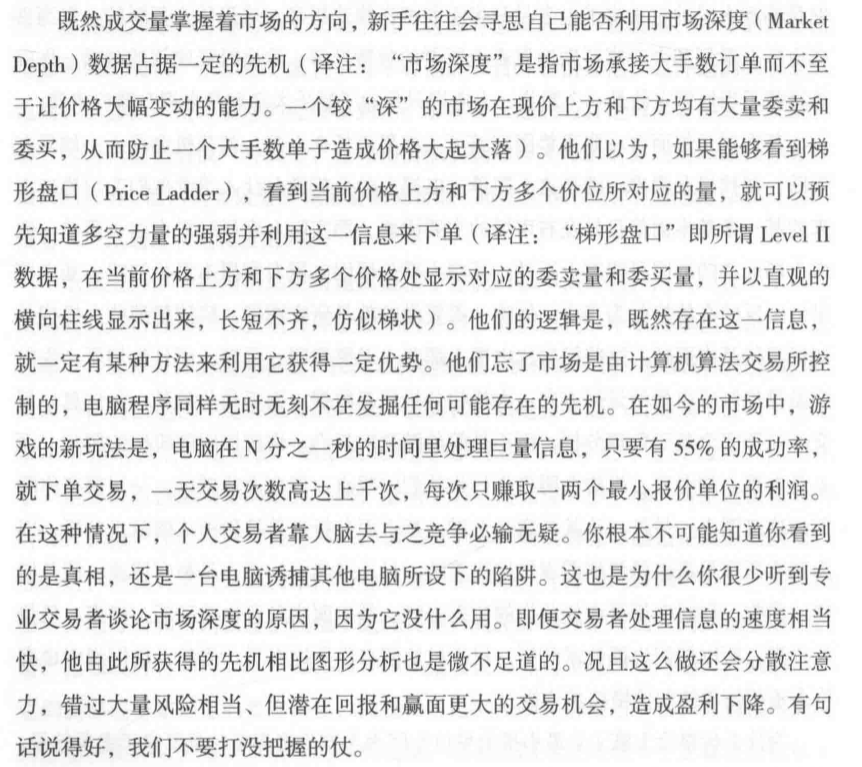 既然成交量掌握着市场的方向，新手往往会寻思自己能否利用市场深度（Market
Depth）数据占据一定的先机（译注：“市场深度”是指市场承接大手数订单而不至
于让价格大幅变动的能力。一个较“深”的市场在现价上方和下方均有大量委卖和
委买，从而防止一个大手数单子造成价格大起大落）。他们以为，如果能够看到梯
形盘口（Price Ladder），看到当前价格上方和下方多个价位所对应的量，就可以预
先知道多空力量的强弱并利用这一信息来下单（译注：“梯形盘口”即所谓 Level II
数据，在当前价格上方和下方多个价格处显示对应的委卖量和委买量，并以直观的
横向柱线显示出来，长短不齐，仿似梯状）。他们的逻辑是，既然存在这一信息，
就一定有某种方法来利用它获得一定优势。他们忘了市场是由计算机算法交易所控
制的，电脑程序同样无时无刻不在发掘任何可能存在的先机。在如今的市场中，游
戏的新玩法是，电脑在 N 分之一秒的时间里处理巨量信息，只要有 55% 的成功率，
就下单交易，一天交易次数高达上千次，每次只赚取一两个最小报价单位的利润。
在这种情况下，个人交易者靠人脑去与之竞争必输无疑。你根本不可能知道你看到
的是真相，还是一台电脑诱捕其他电脑所设下的陷阱。这也是为什么你很少听到专
业交易者谈论市场深度的原因，因为它没什么用。即便交易者处理信息的速度相当
快，他由此所获得的先机相比图形分析也是微不足道的。况且这么做还会分散注意
力，错过大量风险相当、但潜在回报和赢面更大的交易机会，造成盈利下降。有句
话说得好，我们不要打没把握的仗。